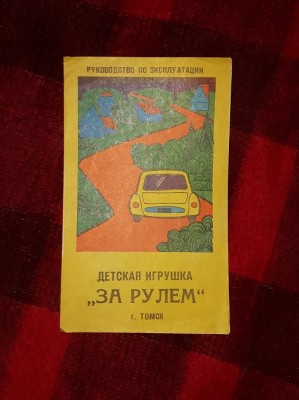 РУКОВОДСТВО ПО ЭКСПЛУАТАЦИИ
ДЕТСКАЯ ИГРУШКА
„ЗА РУЛЕМ“
г. ТОМСК